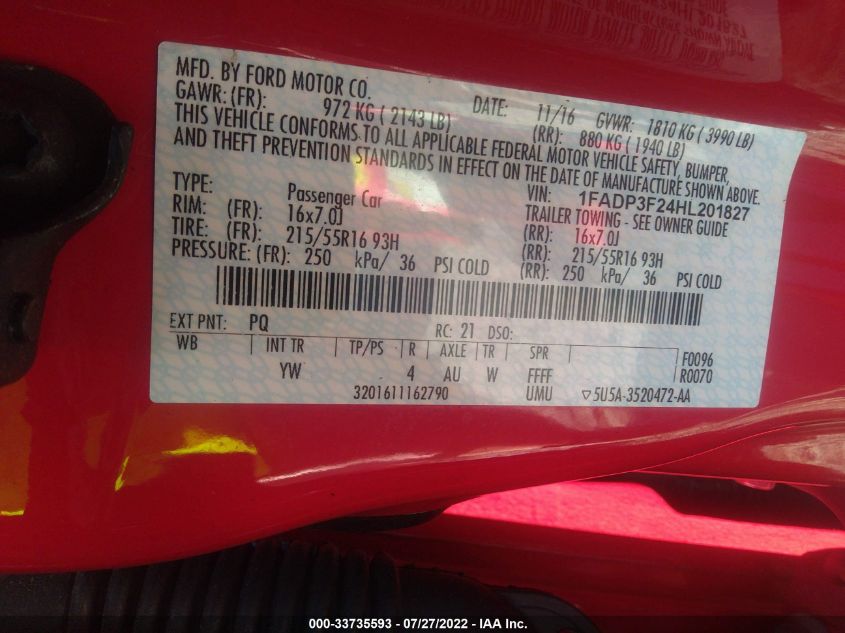 MFD. BY FORD MOTOR CO.
DATE: 11/16 GVWR: 1810 KG ( 3990 LB)
GAWR: (FR): 972 KG ( 2143 LB) (RR): 880 KG ( 1940 LB)
THIS VEHICLE CONFORMS TO ALL APPLICABLE FEDERAL MOTOR VEHICLE SAFETY, BUMPER,
AND THEFT PREVENTION STANDARDS IN EFFECT ON THE DATE OF MANUFACTURE SHOWN ABOVE.
VIN: 1FADP3F24HL201827
TYPE: Passenger Car TRAILER TOWING - SEE OWNER GUIDE
RIM: (FR): 16x7.0J (RR): 16x7.0J
TIRE: (FR): 215/55R16 93H (RR): 215/55R16 93H
PRESSURE: (FR): 250 kPa/ 36 PSI COLD (RR): 250 kPa/ 36 PSI COLD
EXT PNT: PQ RC: 21 DSO:
WB INT TR TP/PS R AXLE TR SPR F0096
YW 4 AU W FFFF R0070
3201611162790 UMU ▽5U5A-3520472-AA
000-33735593 - 07/27/2022 - IAA Inc.